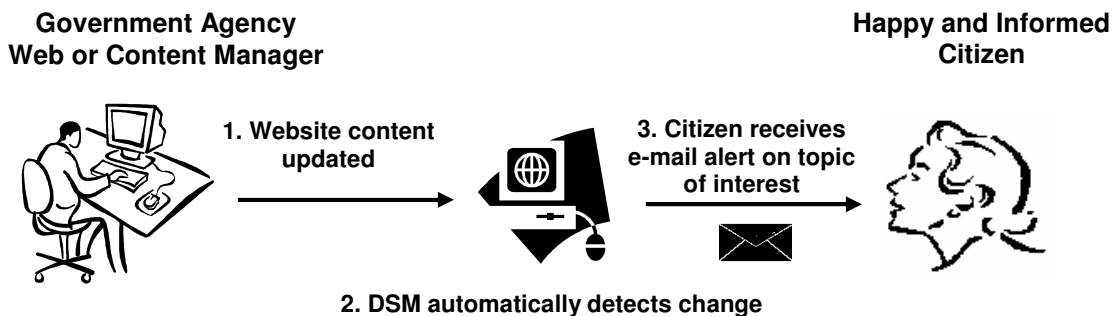 Government Agency
Web or Content Manager
Happy and Informed
Citizen
1. Website content
updated
3. Citizen receives
e-mail alert on topic
of interest
2. DSM automatically detects change